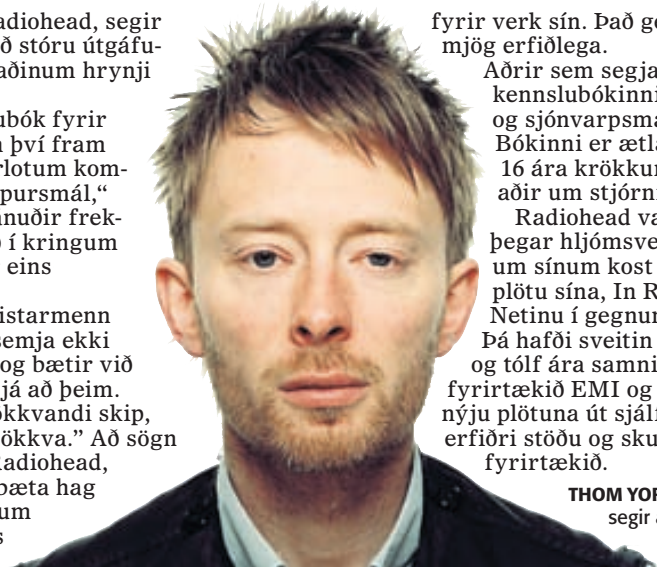 adiohead, segir
ð stóru útgáfu-
aðinum hrynji
bók fyrir
því fram
rlotum kom-
pursmál,“
nuðir frek-
í kringum
eins
istarmenn
semja ekki
og bætir við
já að þeim.
kkvandi skip,
ökkva.” Að sögn
Radiohead,
bæta hag
um
s
fyrir verk sín. Það ge
mjög erfiðlega.
Aðrir sem segja
kennslubókinni
og sjónvarpsma
Bókinni er ætla
16 ára krökkum
aðir um stjórn
Radiohead va
þegar hljómsve
um sínum kost
plötu sína, In R
Netinu í gegnum
Þá hafði sveitin
og tólf ára samni
fyrirtækið EMI og
nýju plötuna út sjálf
erfiðri stöðu og sku
fyrirtækið.
THOM YOR
segir